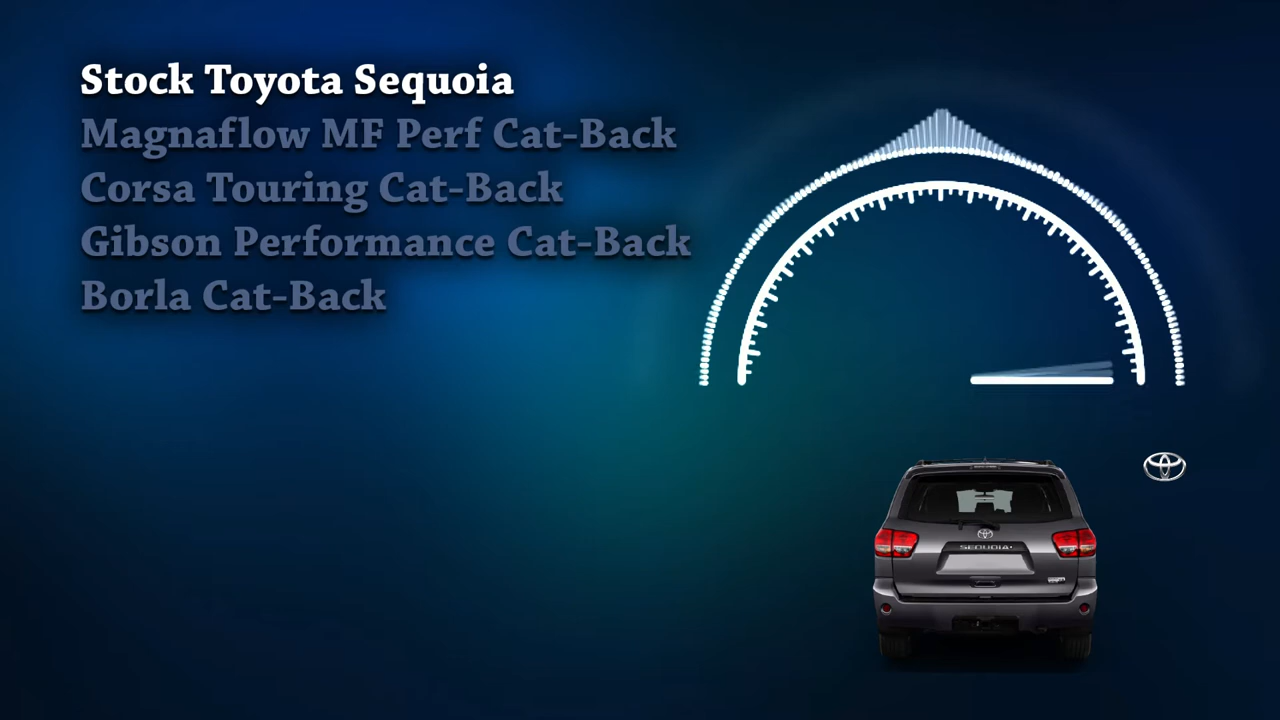 Stock Toyota Sequoia
Magnaflow MF Perf Cat-Back
Corsa Touring Cat-Back
Gibson Performance Cat-Back
Borla Cat-Back
SEQUOIA